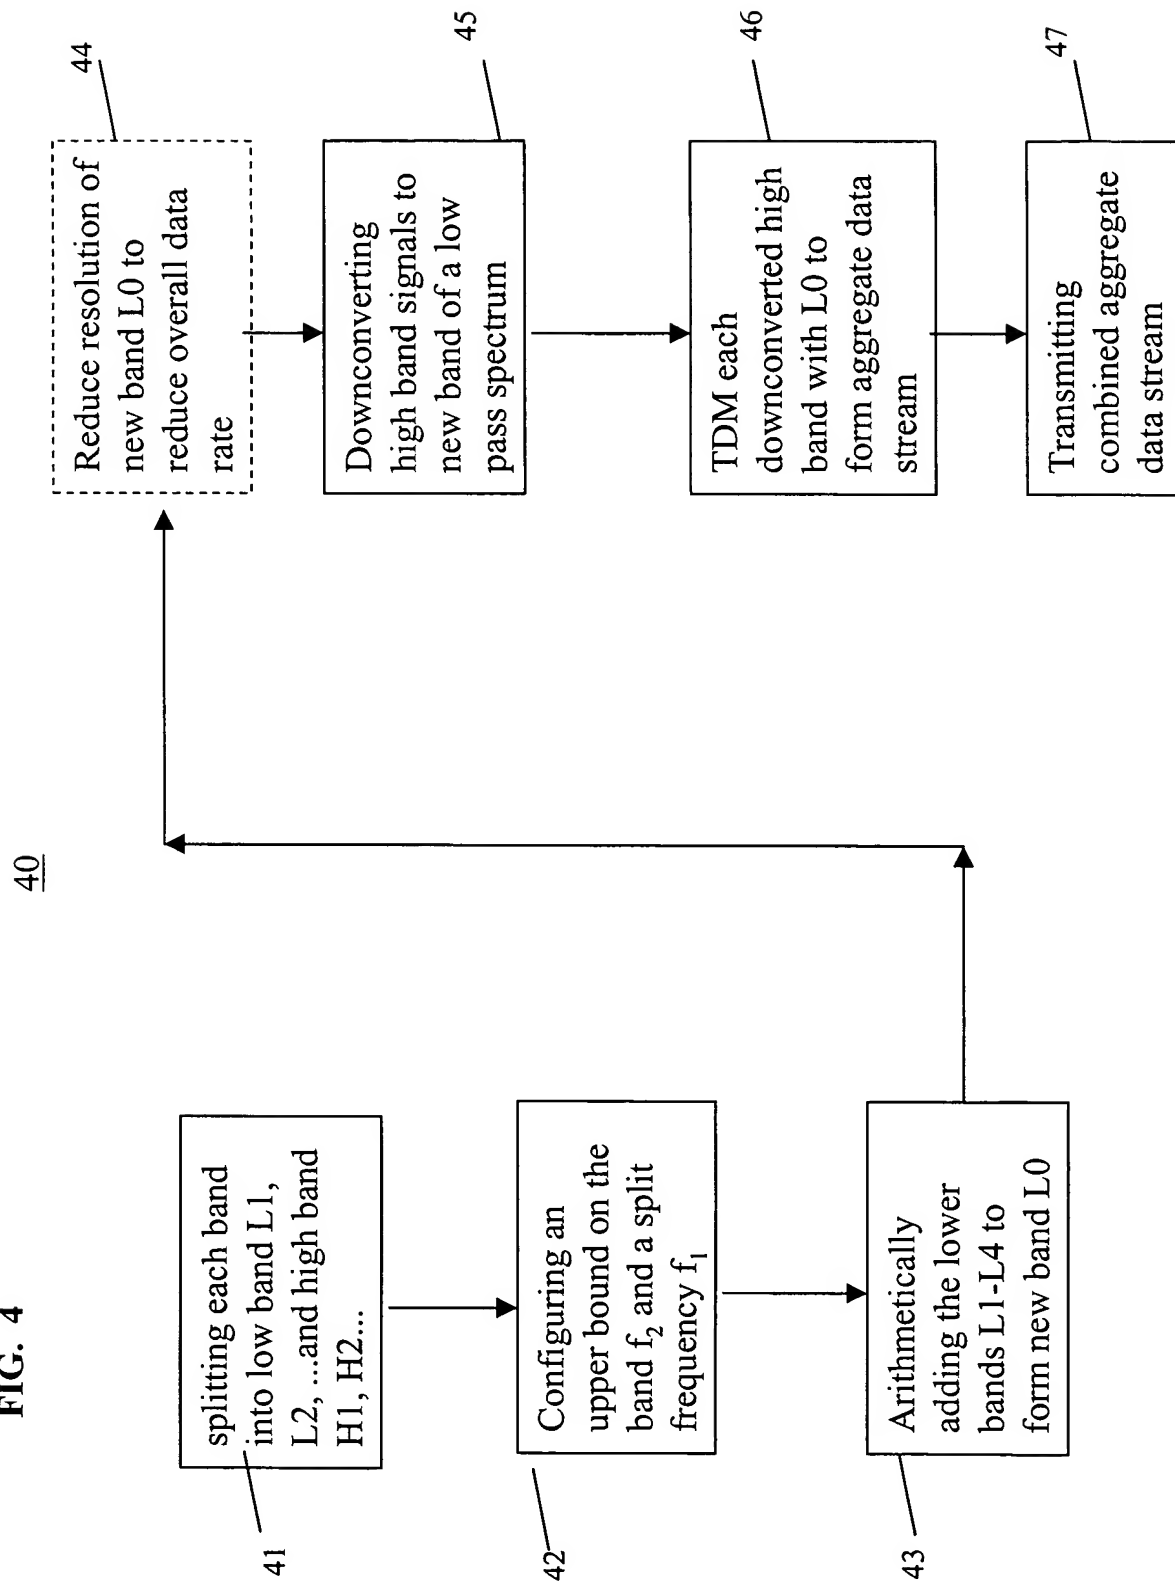 FIG. 4
40
41
splitting each band
into low band L1,
L2, ...and high band
H1, H2...
42
Configuring an
upper bound on the
band f₂ and a split
frequency f₁
43
Arithmetically
adding the lower
bands L1-L4 to
form new band L0
44
Reduce resolution of
new band L0 to
reduce overall data
rate
45
Downconverting
high band signals to
new band of a low
pass spectrum
46
TDM each
downconverted high
band with L0 to
form aggregate data
stream
47
Transmitting
combined aggregate
data stream